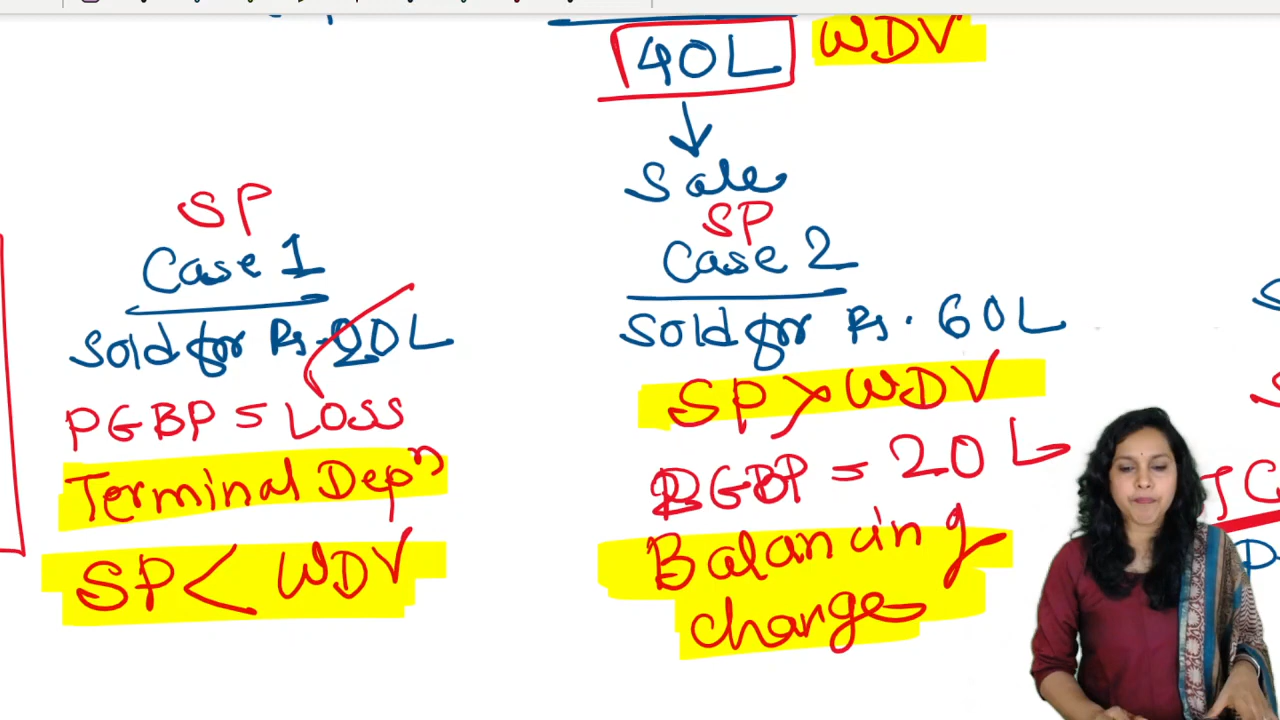 40L WDV
Sale
SP
Case 1
Sold for Rs. 20L
PGBP = LOSS
Terminal Depn
SP < WDV
SP
Case 2
Sold for Rs. 60L
SP > WDV
PGBP = 20L
Balancing
charge